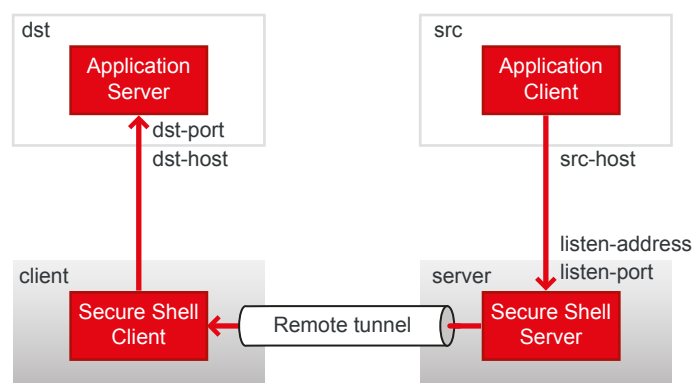 dst
Application
Server
dst-port
dst-host
src
Application
Client
src-host
listen-address
listen-port
client
Secure Shell
Client
Remote tunnel
server
Secure Shell
Server